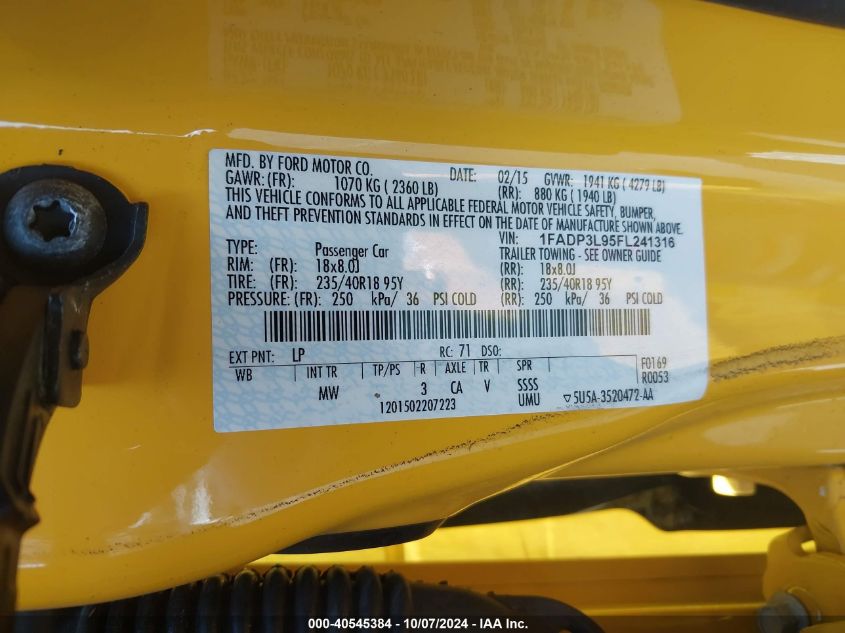 MFD. BY FORD MOTOR CO. DATE: 02/15 GVWR: 1941 KG ( 4279 LB)
GAWR: (FR): 1070 KG ( 2360 LB) (RR): 880 KG ( 1940 LB)
THIS VEHICLE CONFORMS TO ALL APPLICABLE FEDERAL MOTOR VEHICLE SAFETY, BUMPER,
AND THEFT PREVENTION STANDARDS IN EFFECT ON THE DATE OF MANUFACTURE SHOWN ABOVE.
VIN: 1FADP3L95FL241316
TYPE: Passenger Car TRAILER TOWING - SEE OWNER GUIDE
RIM: (FR): 18x8.0J (RR): 18x8.0J
TIRE: (FR): 235/40R18 95Y (RR): 235/40R18 95Y
PRESSURE: (FR): 250 kPa/ 36 PSI COLD (RR): 250 kPa/ 36 PSI COLD
EXT PNT: LP RC: 71 DSO: F0169
WB INT TR TP/PS R AXLE TR SPR R0053
MW 3 CA V SSSS
1201502207223 UMU ▽5U5A-3520472-AA
000-40545384 - 10/07/2024 - IAA Inc.